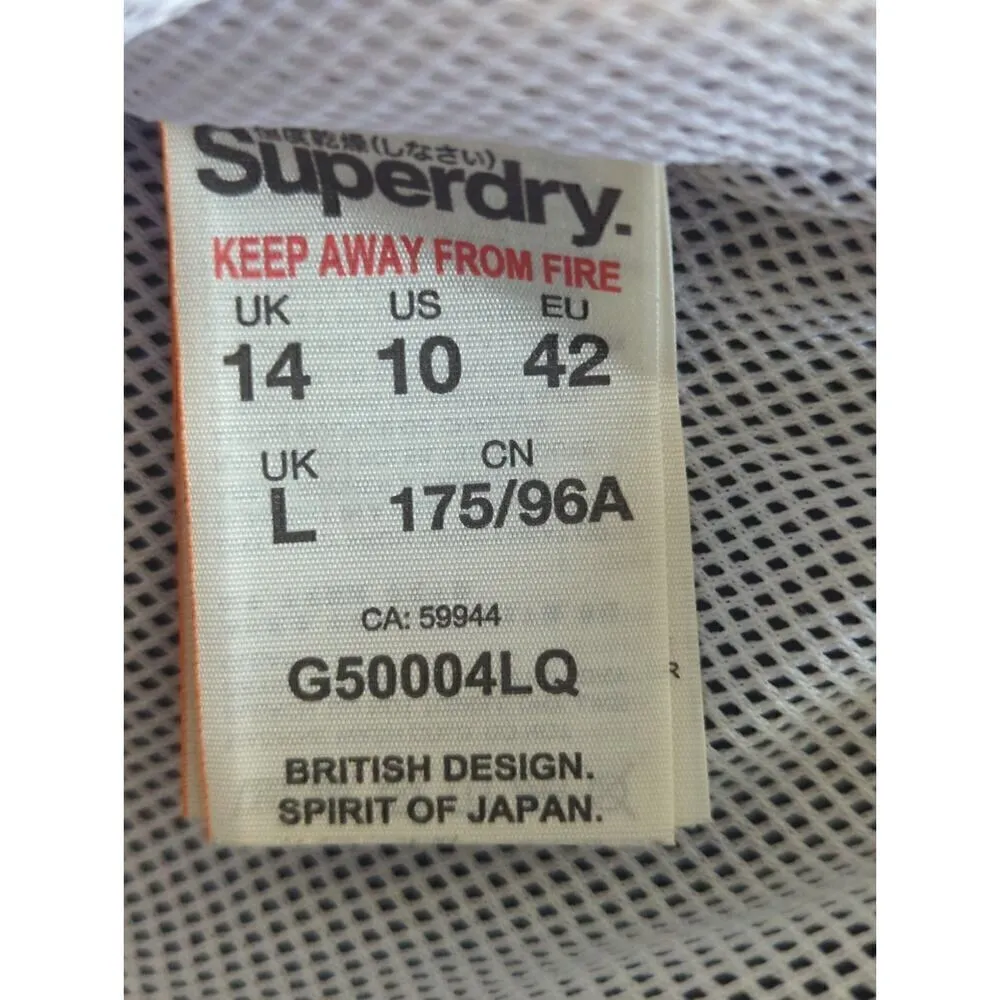 極度乾燥(しなさい)
Superdry.
KEEP AWAY FROM FIRE
UK US EU
14 10 42
UK CN
L 175/96A
CA: 59944
G50004LQ
R
BRITISH DESIGN.
SPIRIT OF JAPAN.